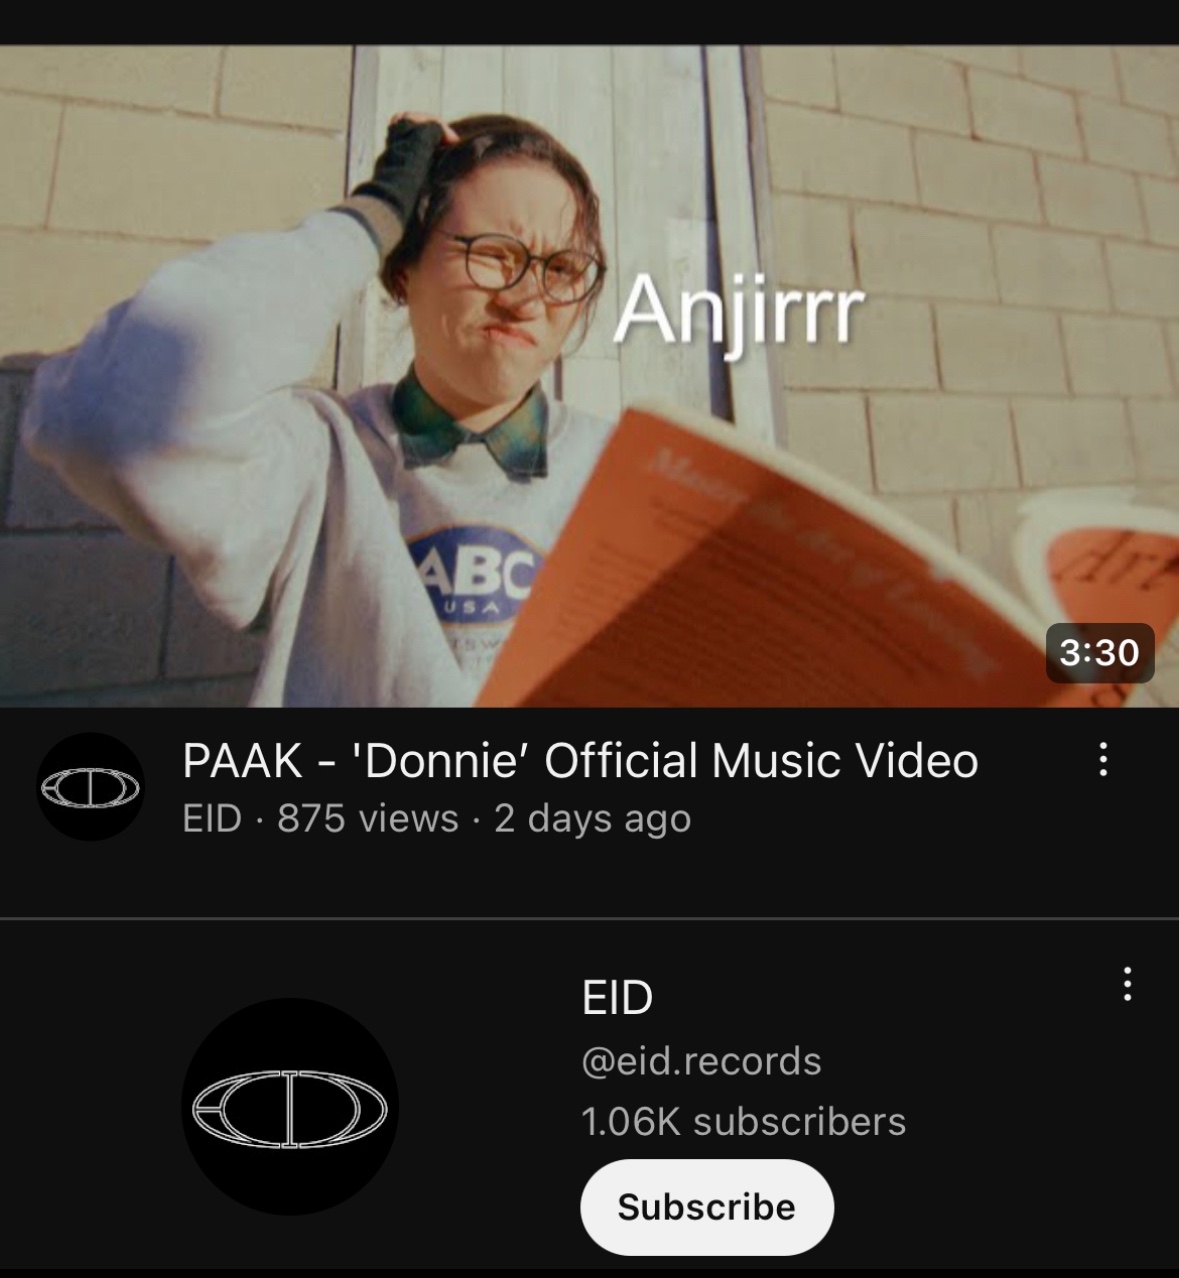 Anjirrr
ABC
USA
Art
3:30
PAAK - 'Donnie’ Official Music Video
EID · 875 views · 2 days ago
EID
@eid.records
1.06K subscribers
Subscribe